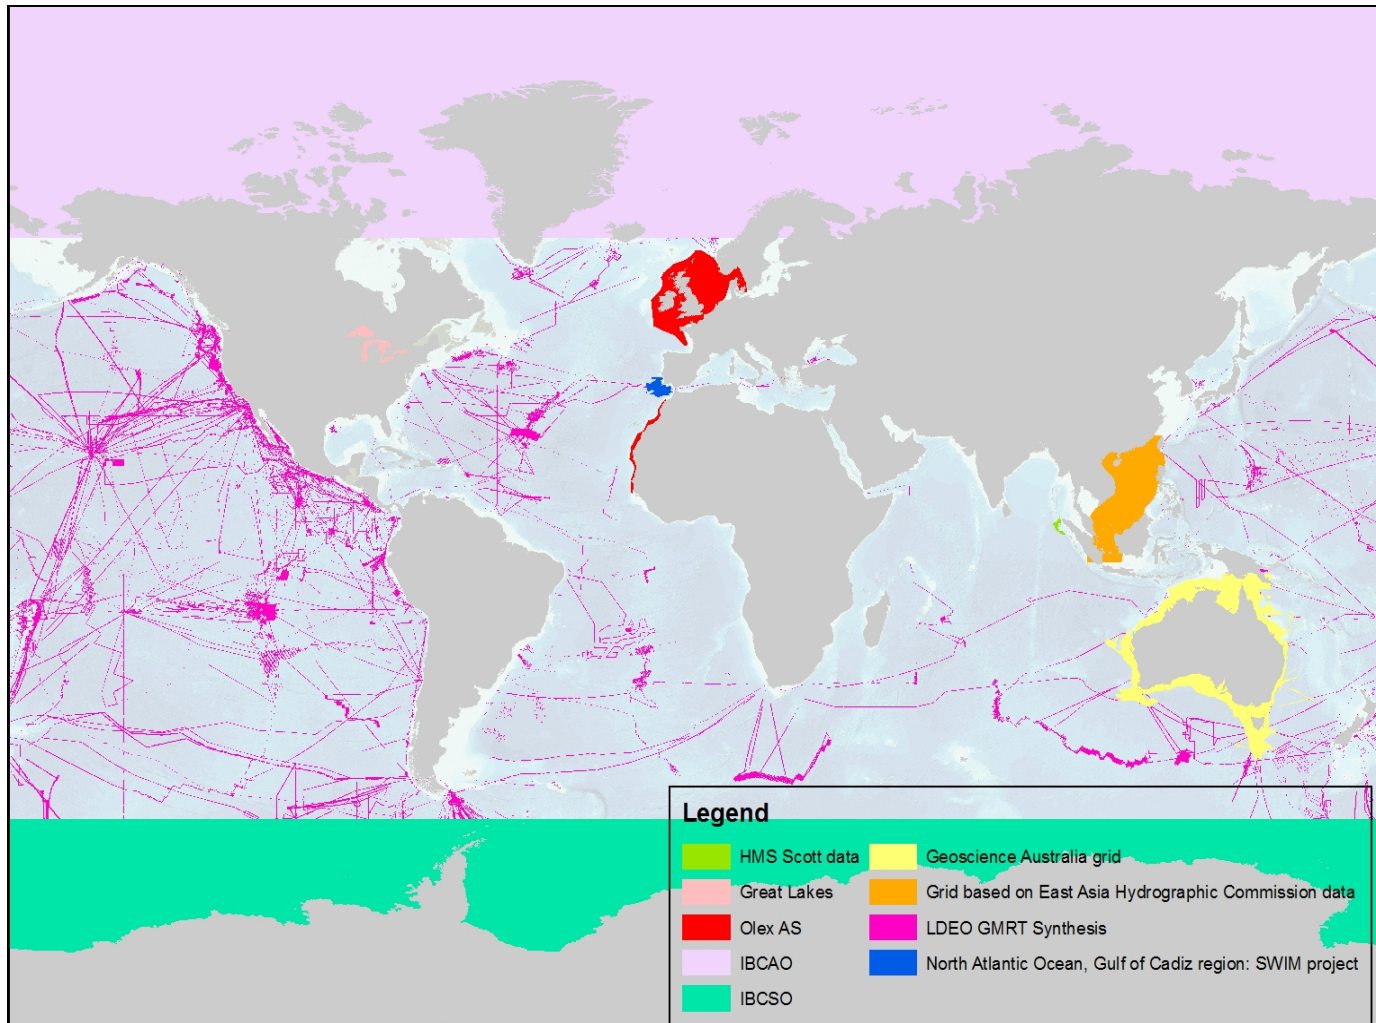 Legend
HMS Scott data
Great Lakes
Olex AS
IBCAO
IBCSO
Geoscience Australia grid
Grid based on East Asia Hydrographic Commission data
LDEO GMRT Synthesis
North Atlantic Ocean, Gulf of Cadiz region: SWIM project